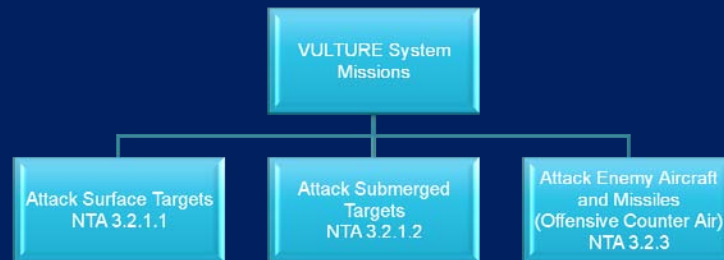 VULTURE System
Missions
Attack Surface Targets
NTA 3.2.1.1
Attack Submerged
Targets
NTA 3.2.1.2
Attack Enemy Aircraft
and Missiles
(Offensive Counter Air)
NTA 3.2.3